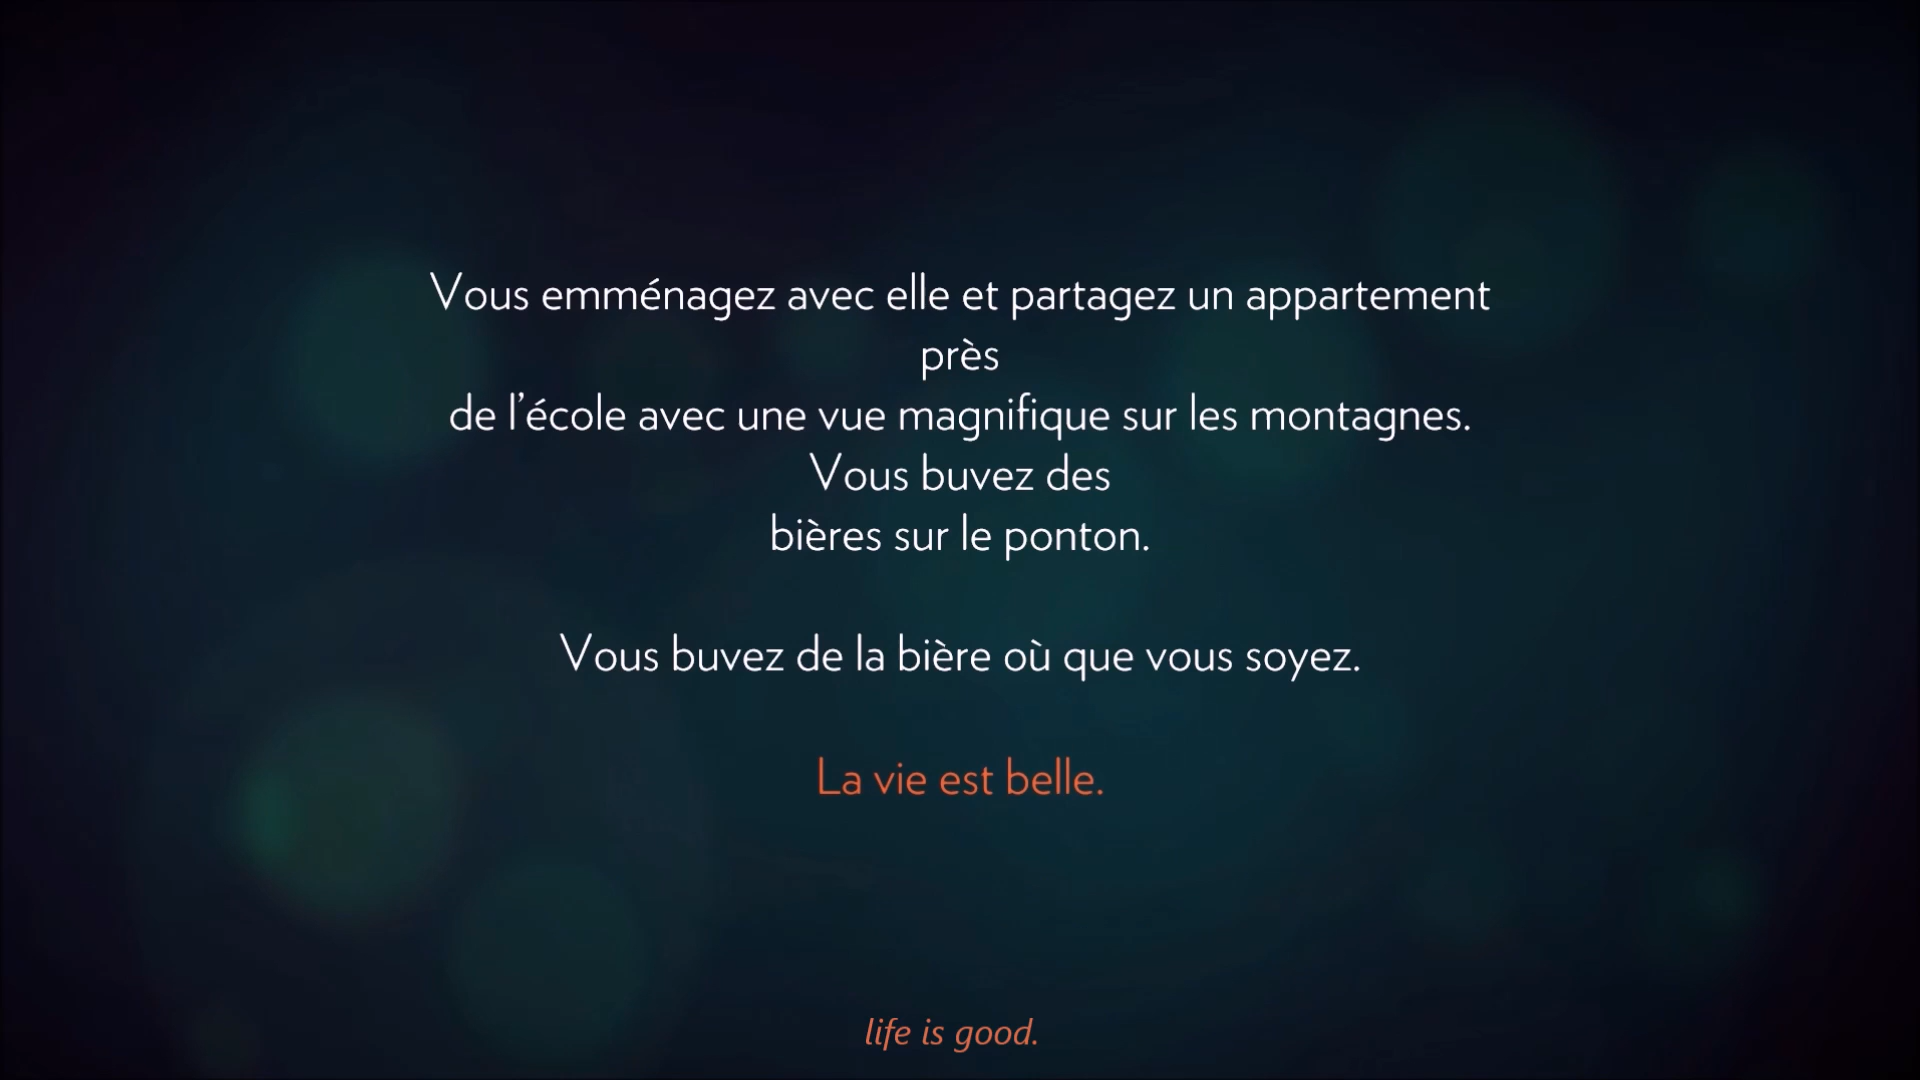 Vous emménagez avec elle et partagez un appartement
près
de l'école avec une vue magnifique sur les montagnes.
Vous buvez des
bières sur le ponton.
Vous buvez de la bière où que vous soyez.
La vie est belle.
life is good.